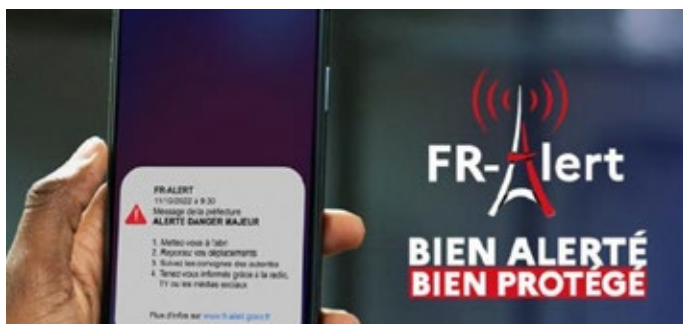 FR-ALERT
11/10/2022 à 9:30
Message de la préfecture
ALERTE DANGER MAJEUR
1. Mettez-vous à l'abri
2. Reportez vos déplacements
3. Suivez les consignes des autorités
4. Tenez-vous informés grâce à la radio,
TV ou les médias sociaux
Plus d'infos sur www.fr-alert.gouv.fr
FR-Alert
BIEN ALERTÉ
BIEN PROTÉGÉ